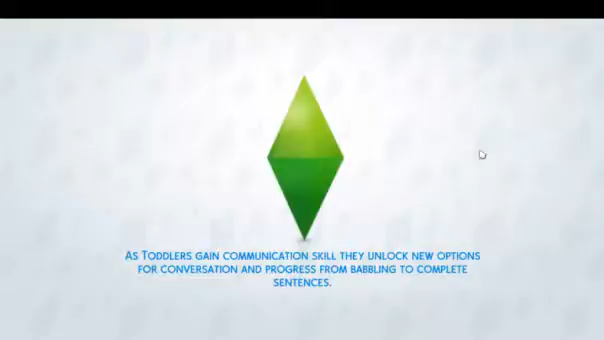 As Toddlers gain communication skill they unlock new options
for conversation and progress from babbling to complete
sentences.